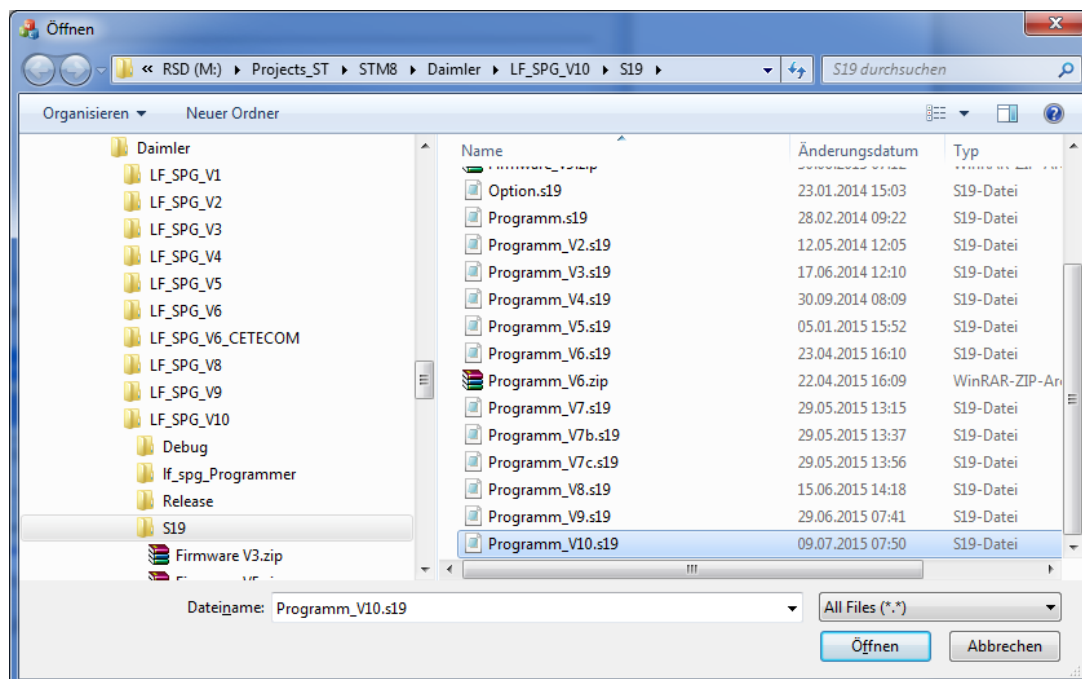 Öffnen
« RSD (M:) ▸ Projects_ST ▸ STM8 ▸ Daimler ▸ LF_SPG_V10 ▸ S19 ▸
S19 durchsuchen
Organisieren
Neuer Ordner
Daimler
LF_SPG_V1
LF_SPG_V2
LF_SPG_V3
LF_SPG_V4
LF_SPG_V5
LF_SPG_V6
LF_SPG_V6_CETECOM
LF_SPG_V8
LF_SPG_V9
LF_SPG_V10
Debug
lf_spg_Programmer
Release
S19
Firmware V3.zip
Name Änderungsdatum Typ
Option.s19 23.01.2014 15:03 S19-Datei
Programm.s19 28.02.2014 09:22 S19-Datei
Programm_V2.s19 12.05.2014 12:05 S19-Datei
Programm_V3.s19 17.06.2014 12:10 S19-Datei
Programm_V4.s19 30.09.2014 08:09 S19-Datei
Programm_V5.s19 05.01.2015 15:52 S19-Datei
Programm_V6.s19 23.04.2015 16:10 S19-Datei
Programm_V6.zip 22.04.2015 16:09 WinRAR-ZIP-Ar
Programm_V7.s19 29.05.2015 13:15 S19-Datei
Programm_V7b.s19 29.05.2015 13:37 S19-Datei
Programm_V7c.s19 29.05.2015 13:56 S19-Datei
Programm_V8.s19 15.06.2015 14:18 S19-Datei
Programm_V9.s19 29.06.2015 07:41 S19-Datei
Programm_V10.s19 09.07.2015 07:50 S19-Datei
Dateiname: Programm_V10.s19
All Files (*.*)
Öffnen
Abbrechen